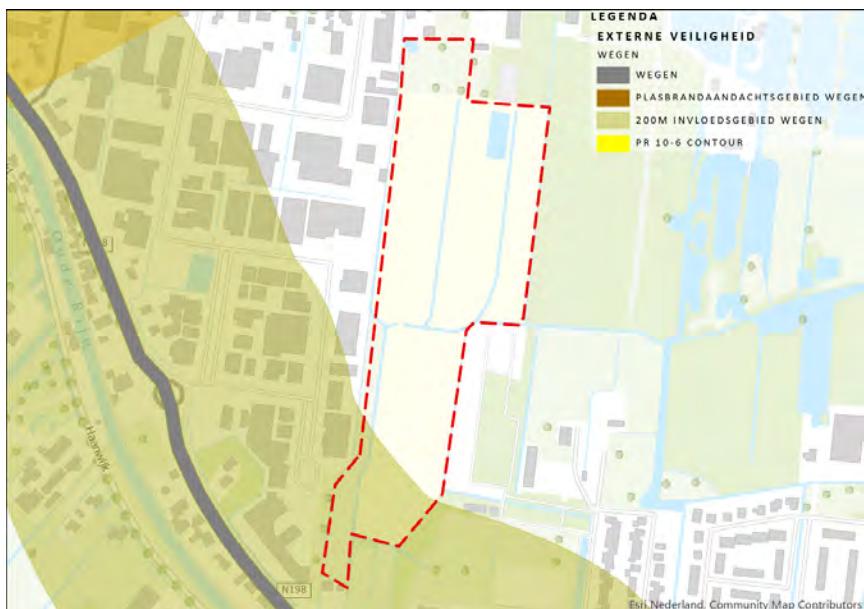 LEGENDA
EXTERNE VEILIGHEID
WEGEN
WEGEN
PLASBRANDAANDACHTSGEBIED WEGEN
200M INVLOEDSGEBIED WEGEN
PR 10-6 CONTOUR
Oude Rijn
Haanwijk
N198
Esri Nederland, Community Map Contributors